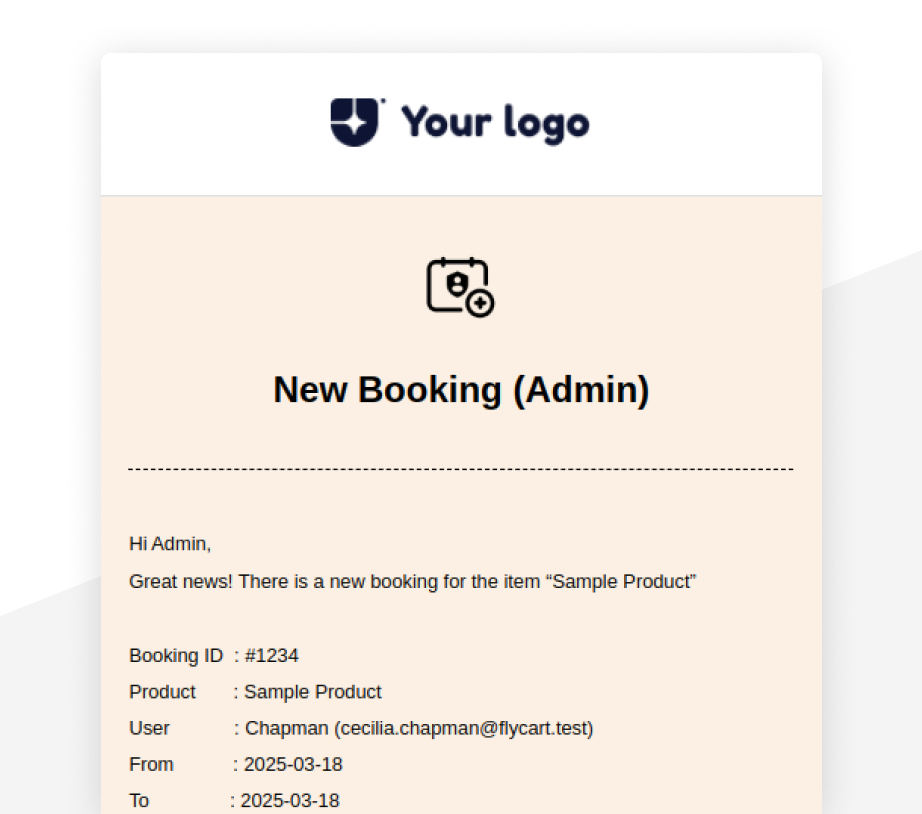 Your logo
New Booking (Admin)
Hi Admin,
Great news! There is a new booking for the item “Sample Product”
Booking ID : #1234
Product : Sample Product
User : Chapman (cecilia.chapman@flycart.test)
From : 2025-03-18
To : 2025-03-18